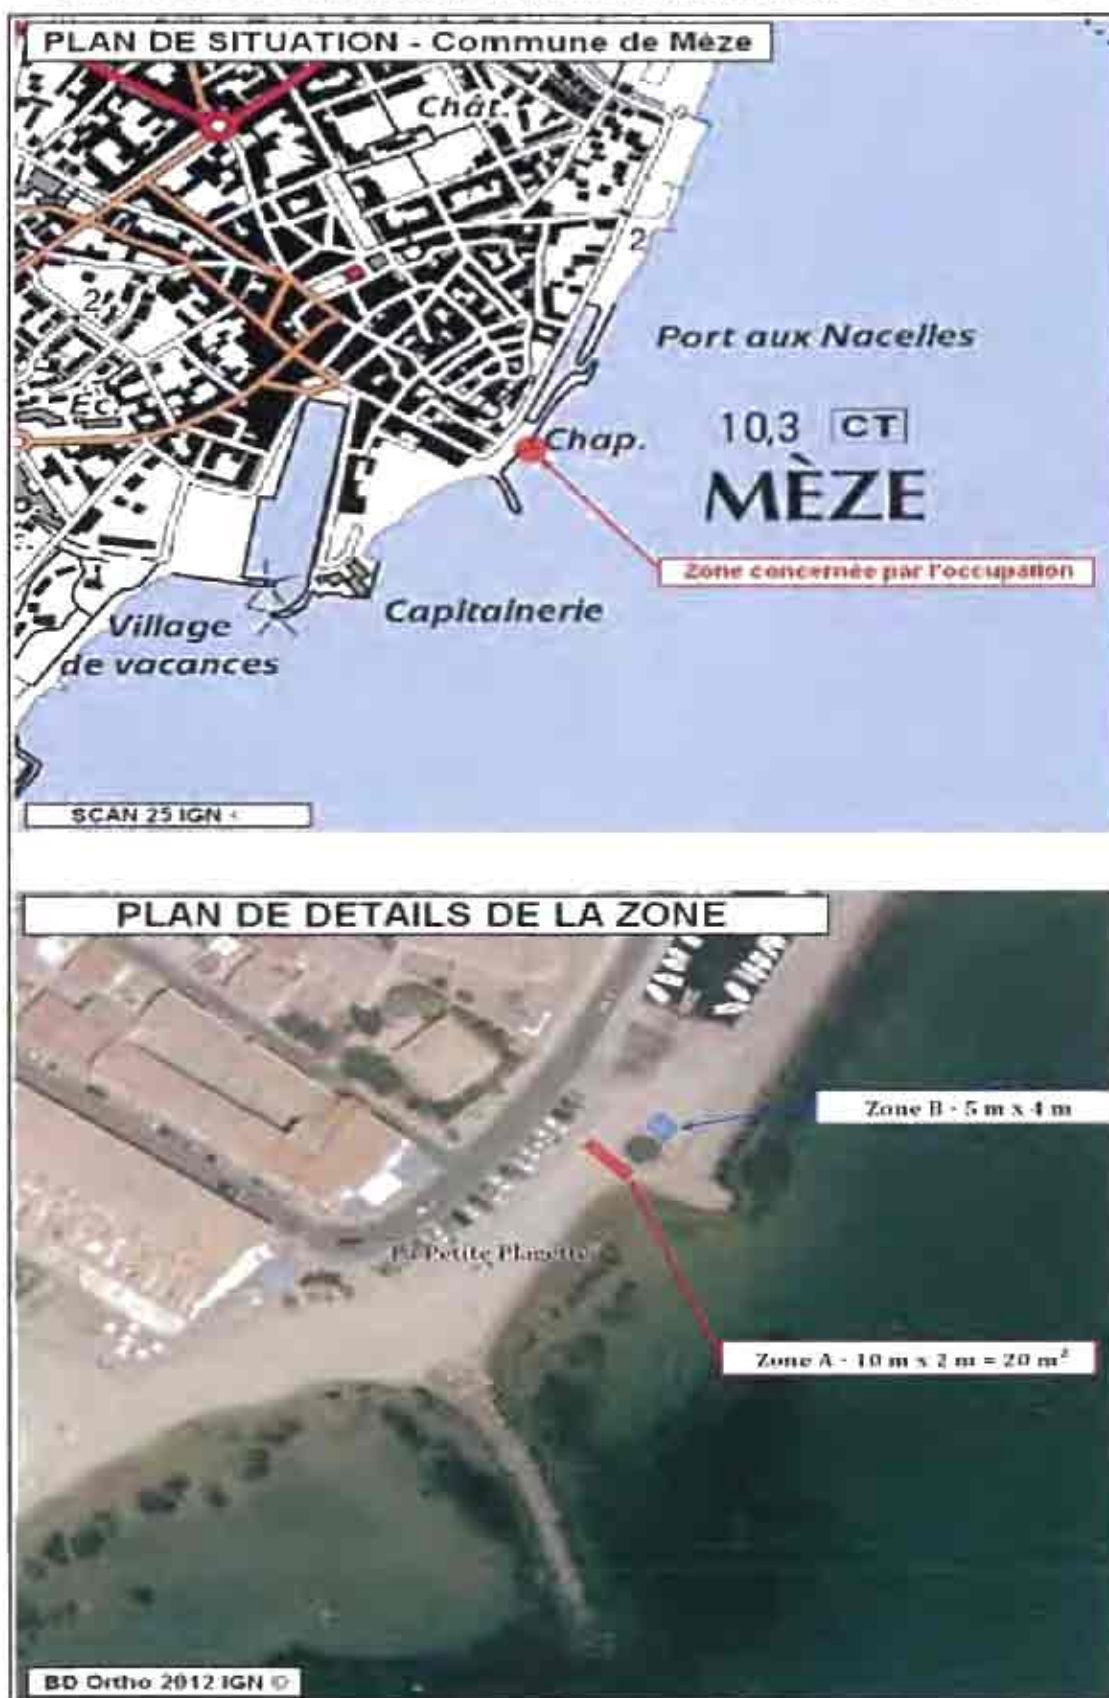 PLAN DE SITUATION - Commune de Mèze
Chât.
2
Port aux Nacelles
2
Éc.
Chap.
10,3 CT
MÈZE
Zone concernée par l'occupation
Village
de vacances
Capitainerie
SCAN 25 IGN
PLAN DE DETAILS DE LA ZONE
Zone B - 5 m x 4 m
Petite Planette
Zone A - 10 m x 2 m = 20 m²
BD Ortho 2012 IGN ©